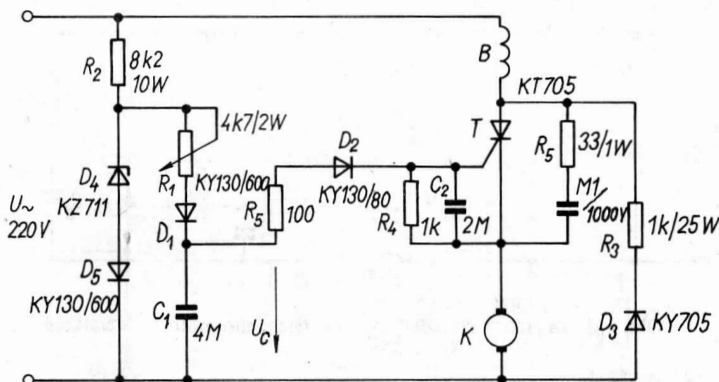 R2
8k2
10W
B
KT705
4k7/2W
T
D2
R5
33/1W
D4
KZ711
R1
KY130/600
KY130/80
C2
M1/
1000V
U~
220V
D1
R5
100
R4
1k
2M
R3
1k/25W
D5
KY130/600
C1
4M
UC
K
D3
KY705